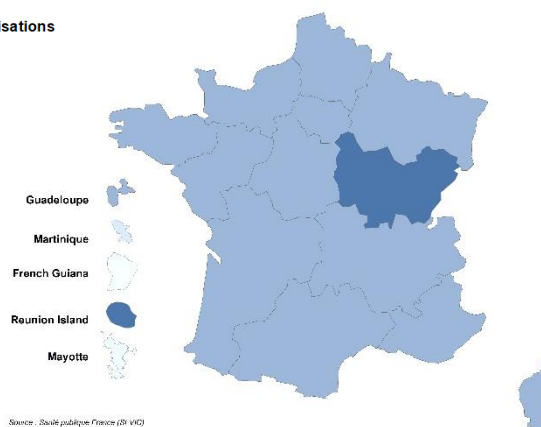 isations
Guadeloupe
Martinique
French Guiana
Reunion Island
Mayotte
Source : Santé publique France (SI VIC)